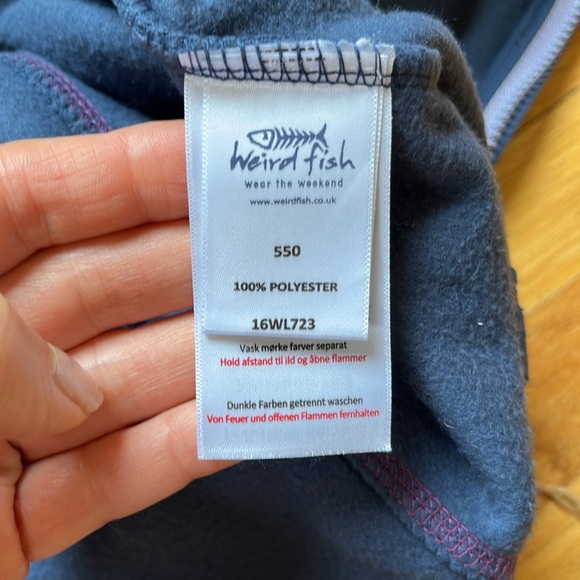 Weird fish
wear the weekend
www.weirdfish.co.uk
550
100% POLYESTER
16WL723
Vask mørke farver separat
Hold afstand til ild og åbne flammer
Dunkle Farben getrennt waschen
Von Feuer und offenen Flammen fernhalten